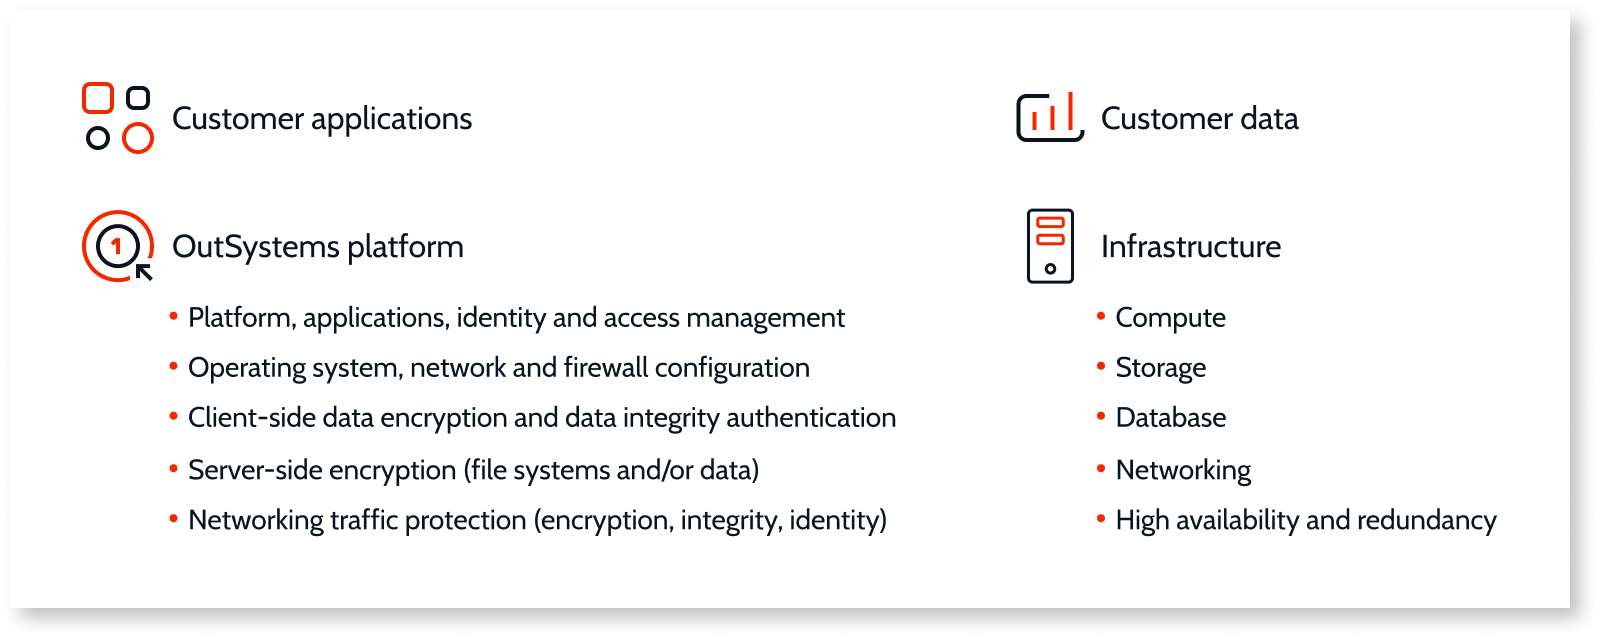 Customer applications
Customer data
1
OutSystems platform
• Platform, applications, identity and access management
• Operating system, network and firewall configuration
• Client-side data encryption and data integrity authentication
• Server-side encryption (file systems and/or data)
• Networking traffic protection (encryption, integrity, identity)
Infrastructure
• Compute
• Storage
• Database
• Networking
• High availability and redundancy